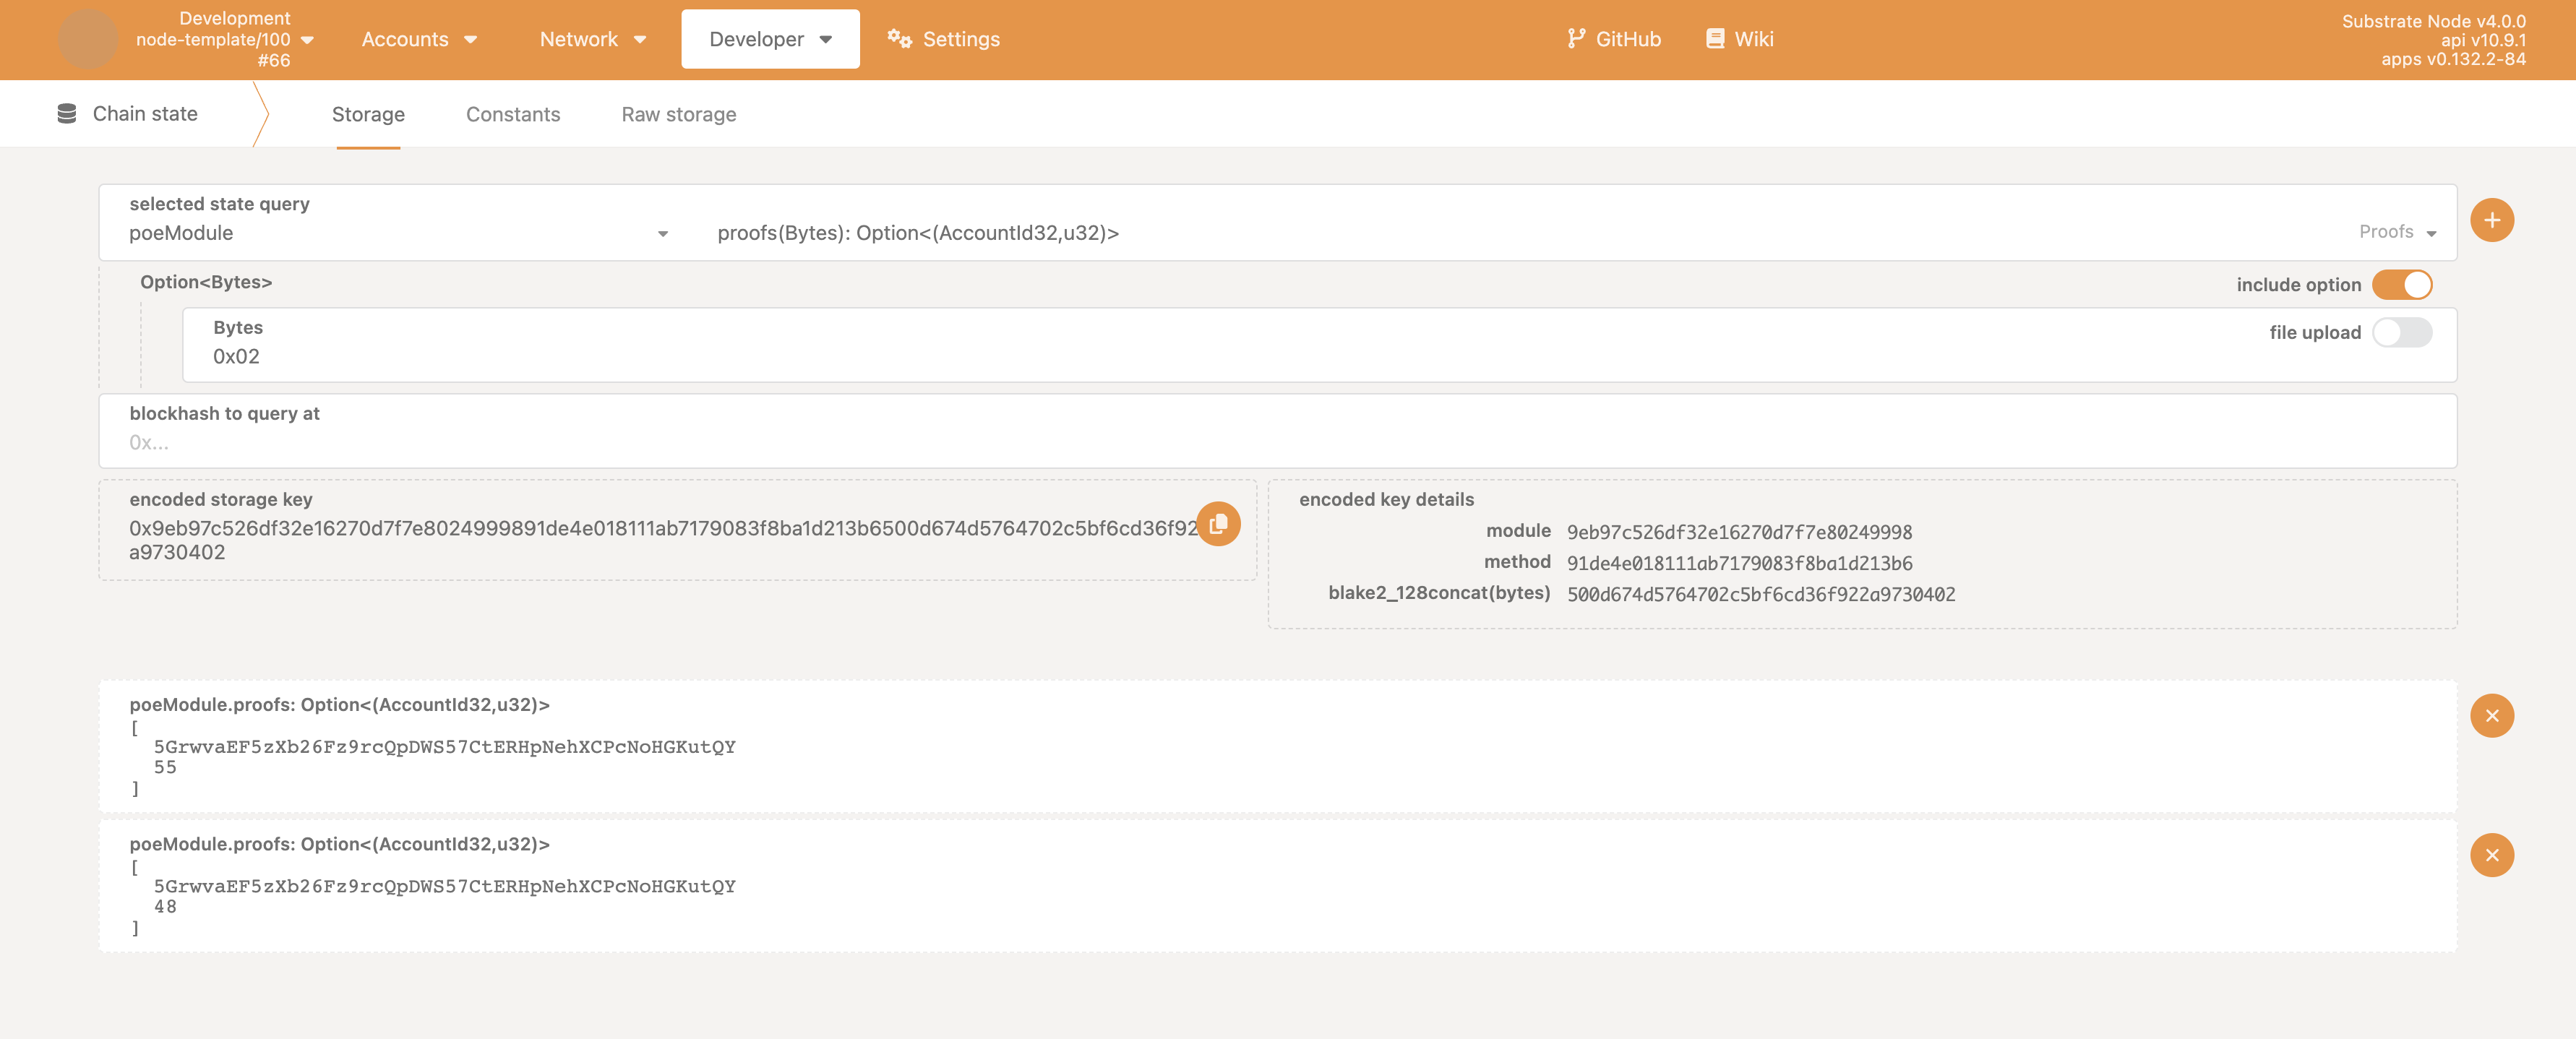 Development
node-template/100
#66
Accounts
Network
Developer
Settings
GitHub
Wiki
Substrate Node v4.0.0
api v10.9.1
apps v0.132.2-84
Chain state
Storage
Constants
Raw storage
selected state query
poeModule
proofs(Bytes): Option<(AccountId32,u32)>
Proofs
Option<Bytes>
include option
Bytes
0x02
file upload
blockhash to query at
0x...
encoded storage key
0x9eb97c526df32e16270d7f7e8024999891de4e018111ab7179083f8ba1d213b6500d674d5764702c5bf6cd36f92
a9730402
encoded key details
module 9eb97c526df32e16270d7f7e80249998
method 91de4e018111ab7179083f8ba1d213b6
blake2_128concat(bytes) 500d674d5764702c5bf6cd36f922a9730402
poeModule.proofs: Option<(AccountId32,u32)>
[
5GrwvaEF5zXb26Fz9rcQpDWS57CtERHpNehXCPcNoHGKutQY
55
]
poeModule.proofs: Option<(AccountId32,u32)>
[
5GrwvaEF5zXb26Fz9rcQpDWS57CtERHpNehXCPcNoHGKutQY
48
]